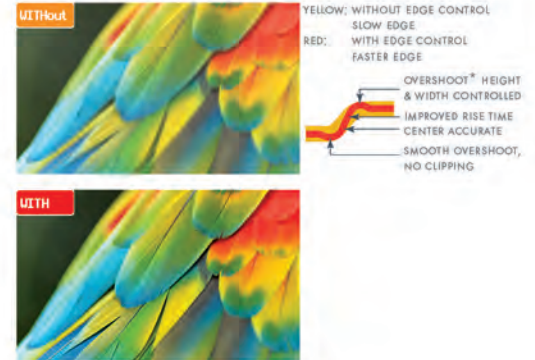 WITHout
YELLOW; WITHOUT EDGE CONTROL
SLOW EDGE
RED; WITH EDGE CONTROL
FASTER EDGE
OVERSHOOT* HEIGHT
& WIDTH CONTROLLED
IMPROVED RISE TIME
CENTER ACCURATE
SMOOTH OVERSHOOT,
NO CLIPPING
WITH